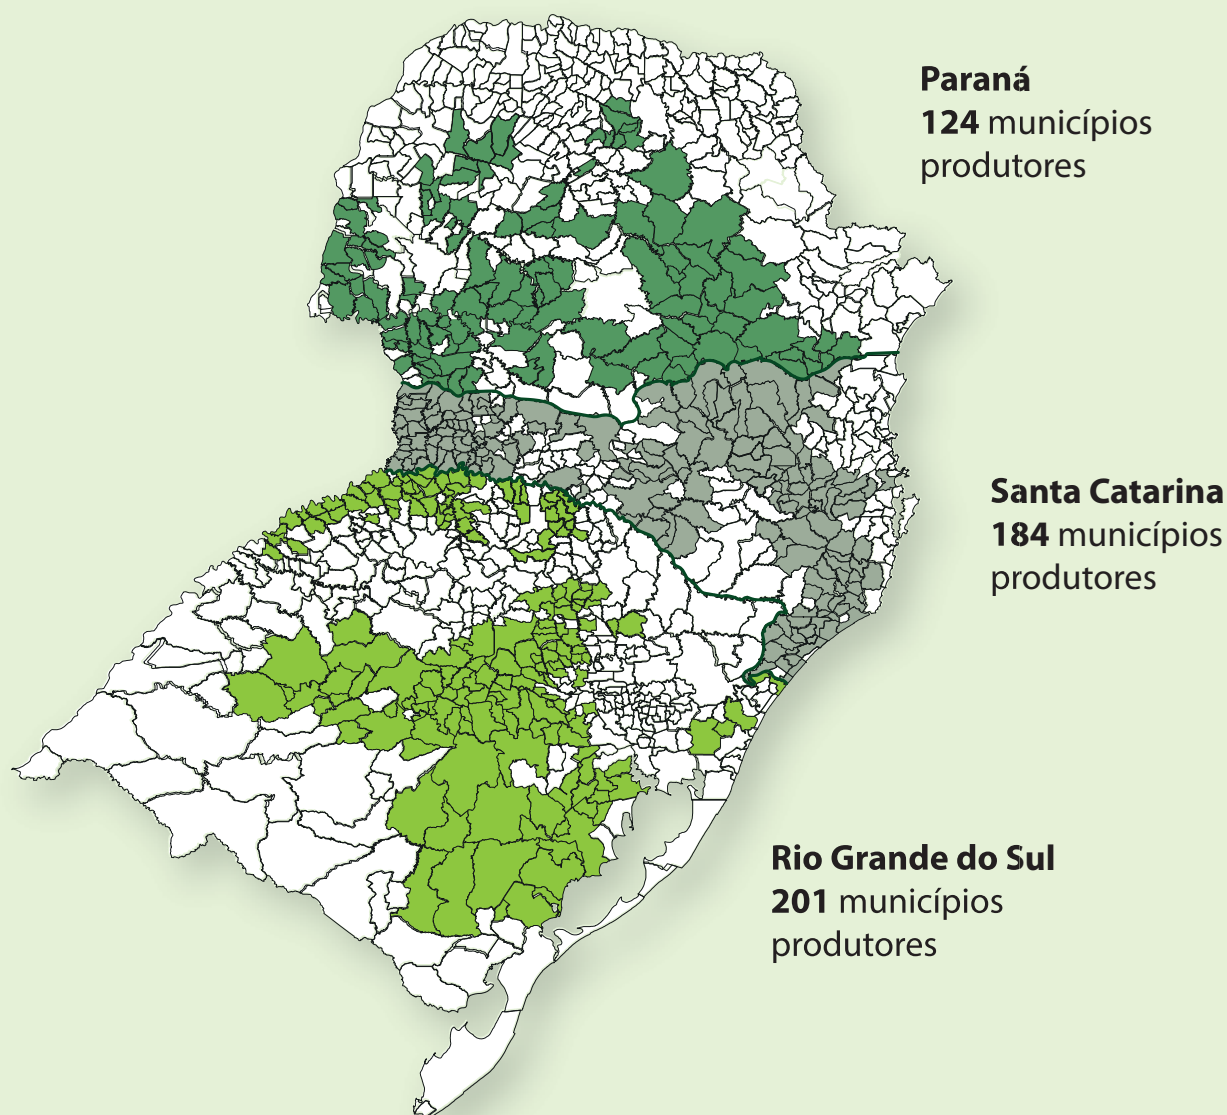 Paraná
124 municípios
produtores
Santa Catarina
184 municípios
produtores
Rio Grande do Sul
201 municípios
produtores